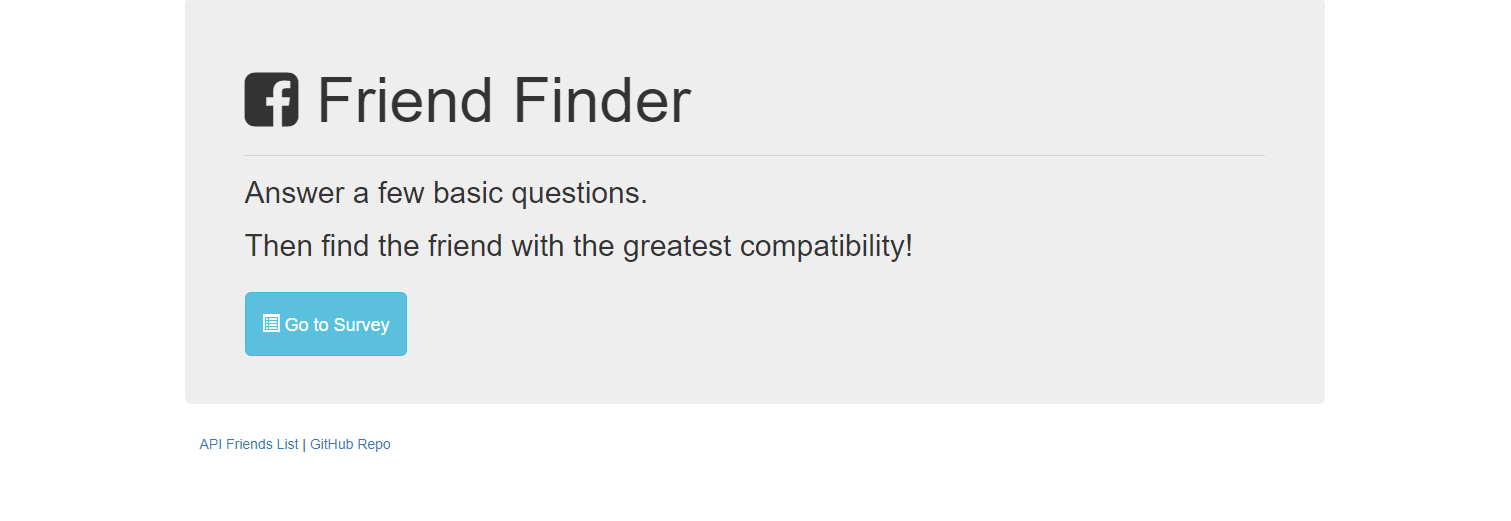 Friend Finder
Answer a few basic questions.
Then find the friend with the greatest compatibility!
Go to Survey
API Friends List | GitHub Repo